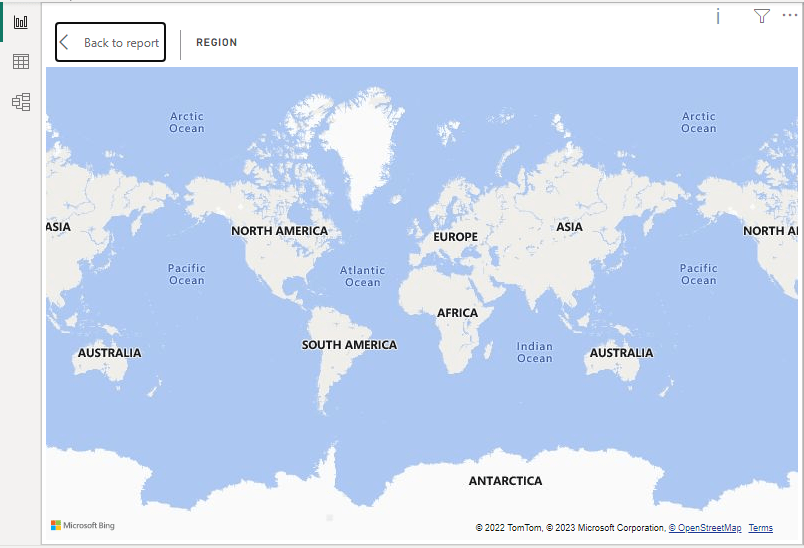 Back to report
REGION
Arctic
Ocean
Arctic
Ocean
ASIA
NORTH AMERICA
EUROPE
ASIA
NORTH AI
Pacific
Ocean
Atlantic
Ocean
Pacific
Ocean
AFRICA
SOUTH AMERICA
AUSTRALIA
Indian
Ocean
AUSTRALIA
ANTARCTICA
Microsoft Bing
© 2022 TomTom, © 2023 Microsoft Corporation, © OpenStreetMap Terms